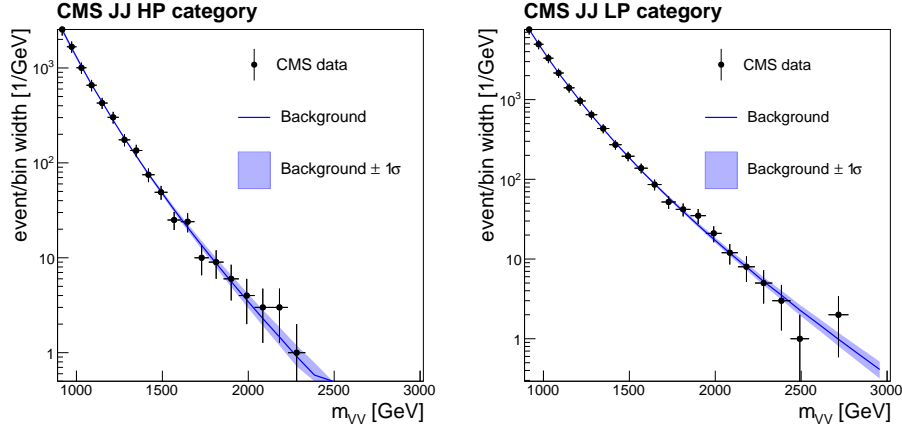 CMS JJ HP category
event/bin width [1/GeV]
10³
10²
10
1
CMS data
Background
Background ± 1σ
1000 1500 2000 2500 3000
m_VV [GeV]
CMS JJ LP category
event/bin width [1/GeV]
10³
10²
10
1
CMS data
Background
Background ± 1σ
1000 1500 2000 2500 3000
m_VV [GeV]